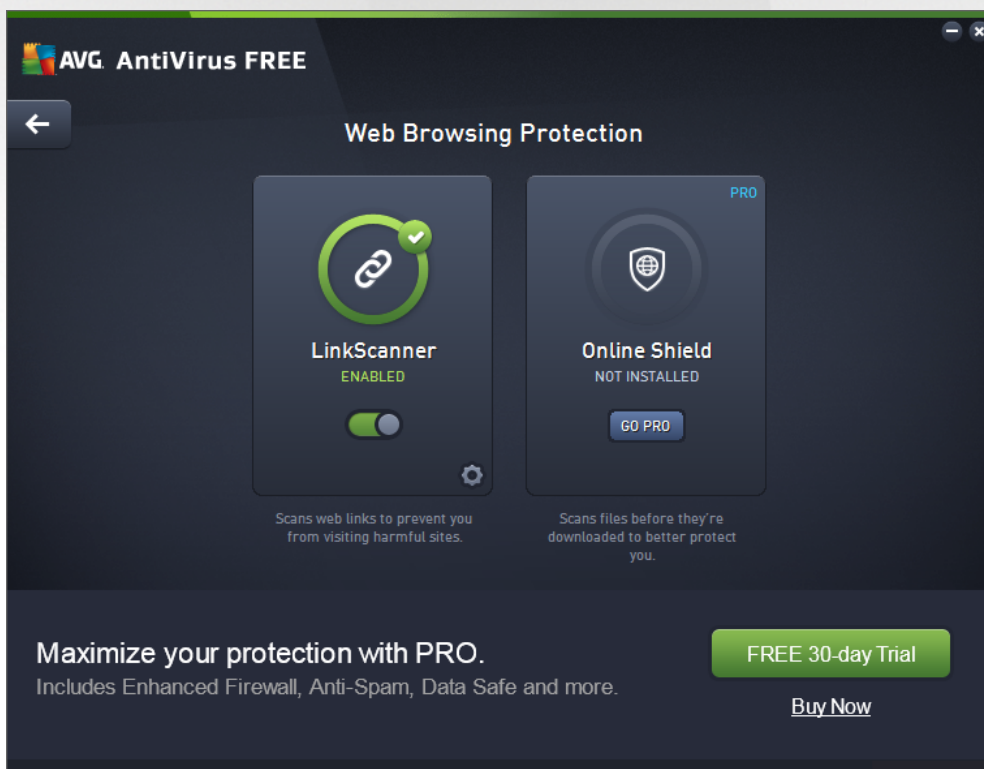 AVG AntiVirus FREE
Web Browsing Protection
PRO
LinkScanner
ENABLED
Online Shield
NOT INSTALLED
GO PRO
Scans web links to prevent you
from visiting harmful sites.
Scans files before they're
downloaded to better protect
you.
Maximize your protection with PRO.
Includes Enhanced Firewall, Anti-Spam, Data Safe and more.
FREE 30-day Trial
Buy Now